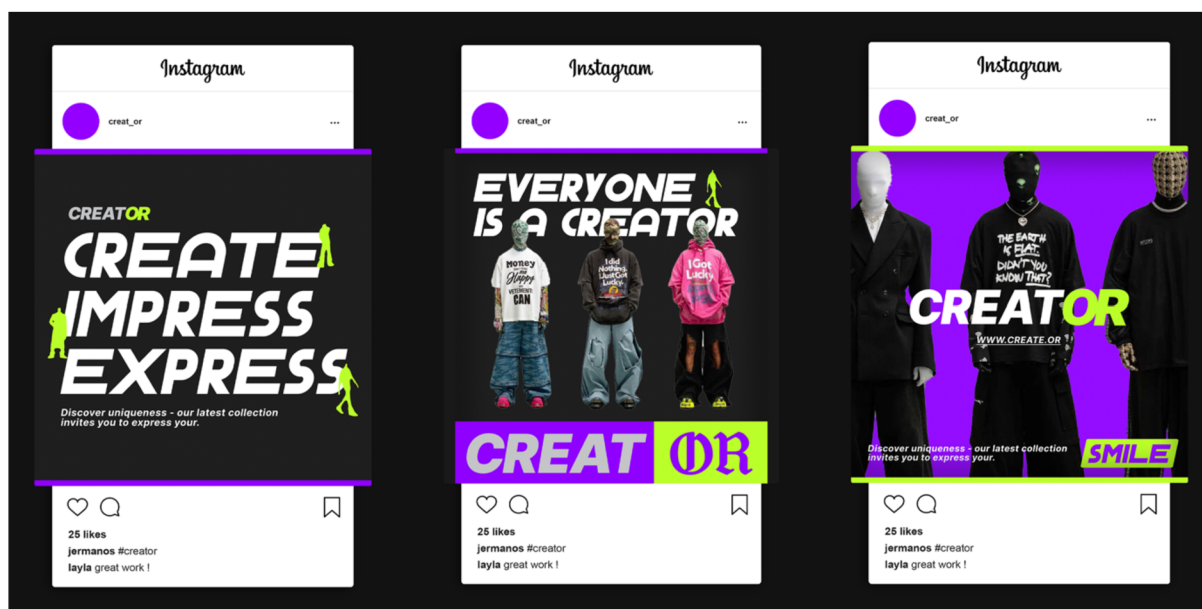 Instagram
creat_or
...
CREATOR
CREATE
IMPRESS
EXPRESS
Discover uniqueness - our latest collection
invites you to express your.
25 likes
jermanos #creator
layla great work !
Instagram
creat_or
...
EVERYONE
IS A CREATOR
Money
Happy
VETEMENTS
CAN
I did
Nothing.
I Just Got
Lucky.
I Got
Lucky
CREAT OR
25 likes
jermanos #creator
layla great work !
Instagram
creat_or
...
THE EARTH
IS FLAT.
DIDN'T YOU
KNOW THAT?
CREATOR
WWW.CREATE.OR
Discover uniqueness - our latest collection
invites you to express your.
SMILE
25 likes
jermanos #creator
layla great work !